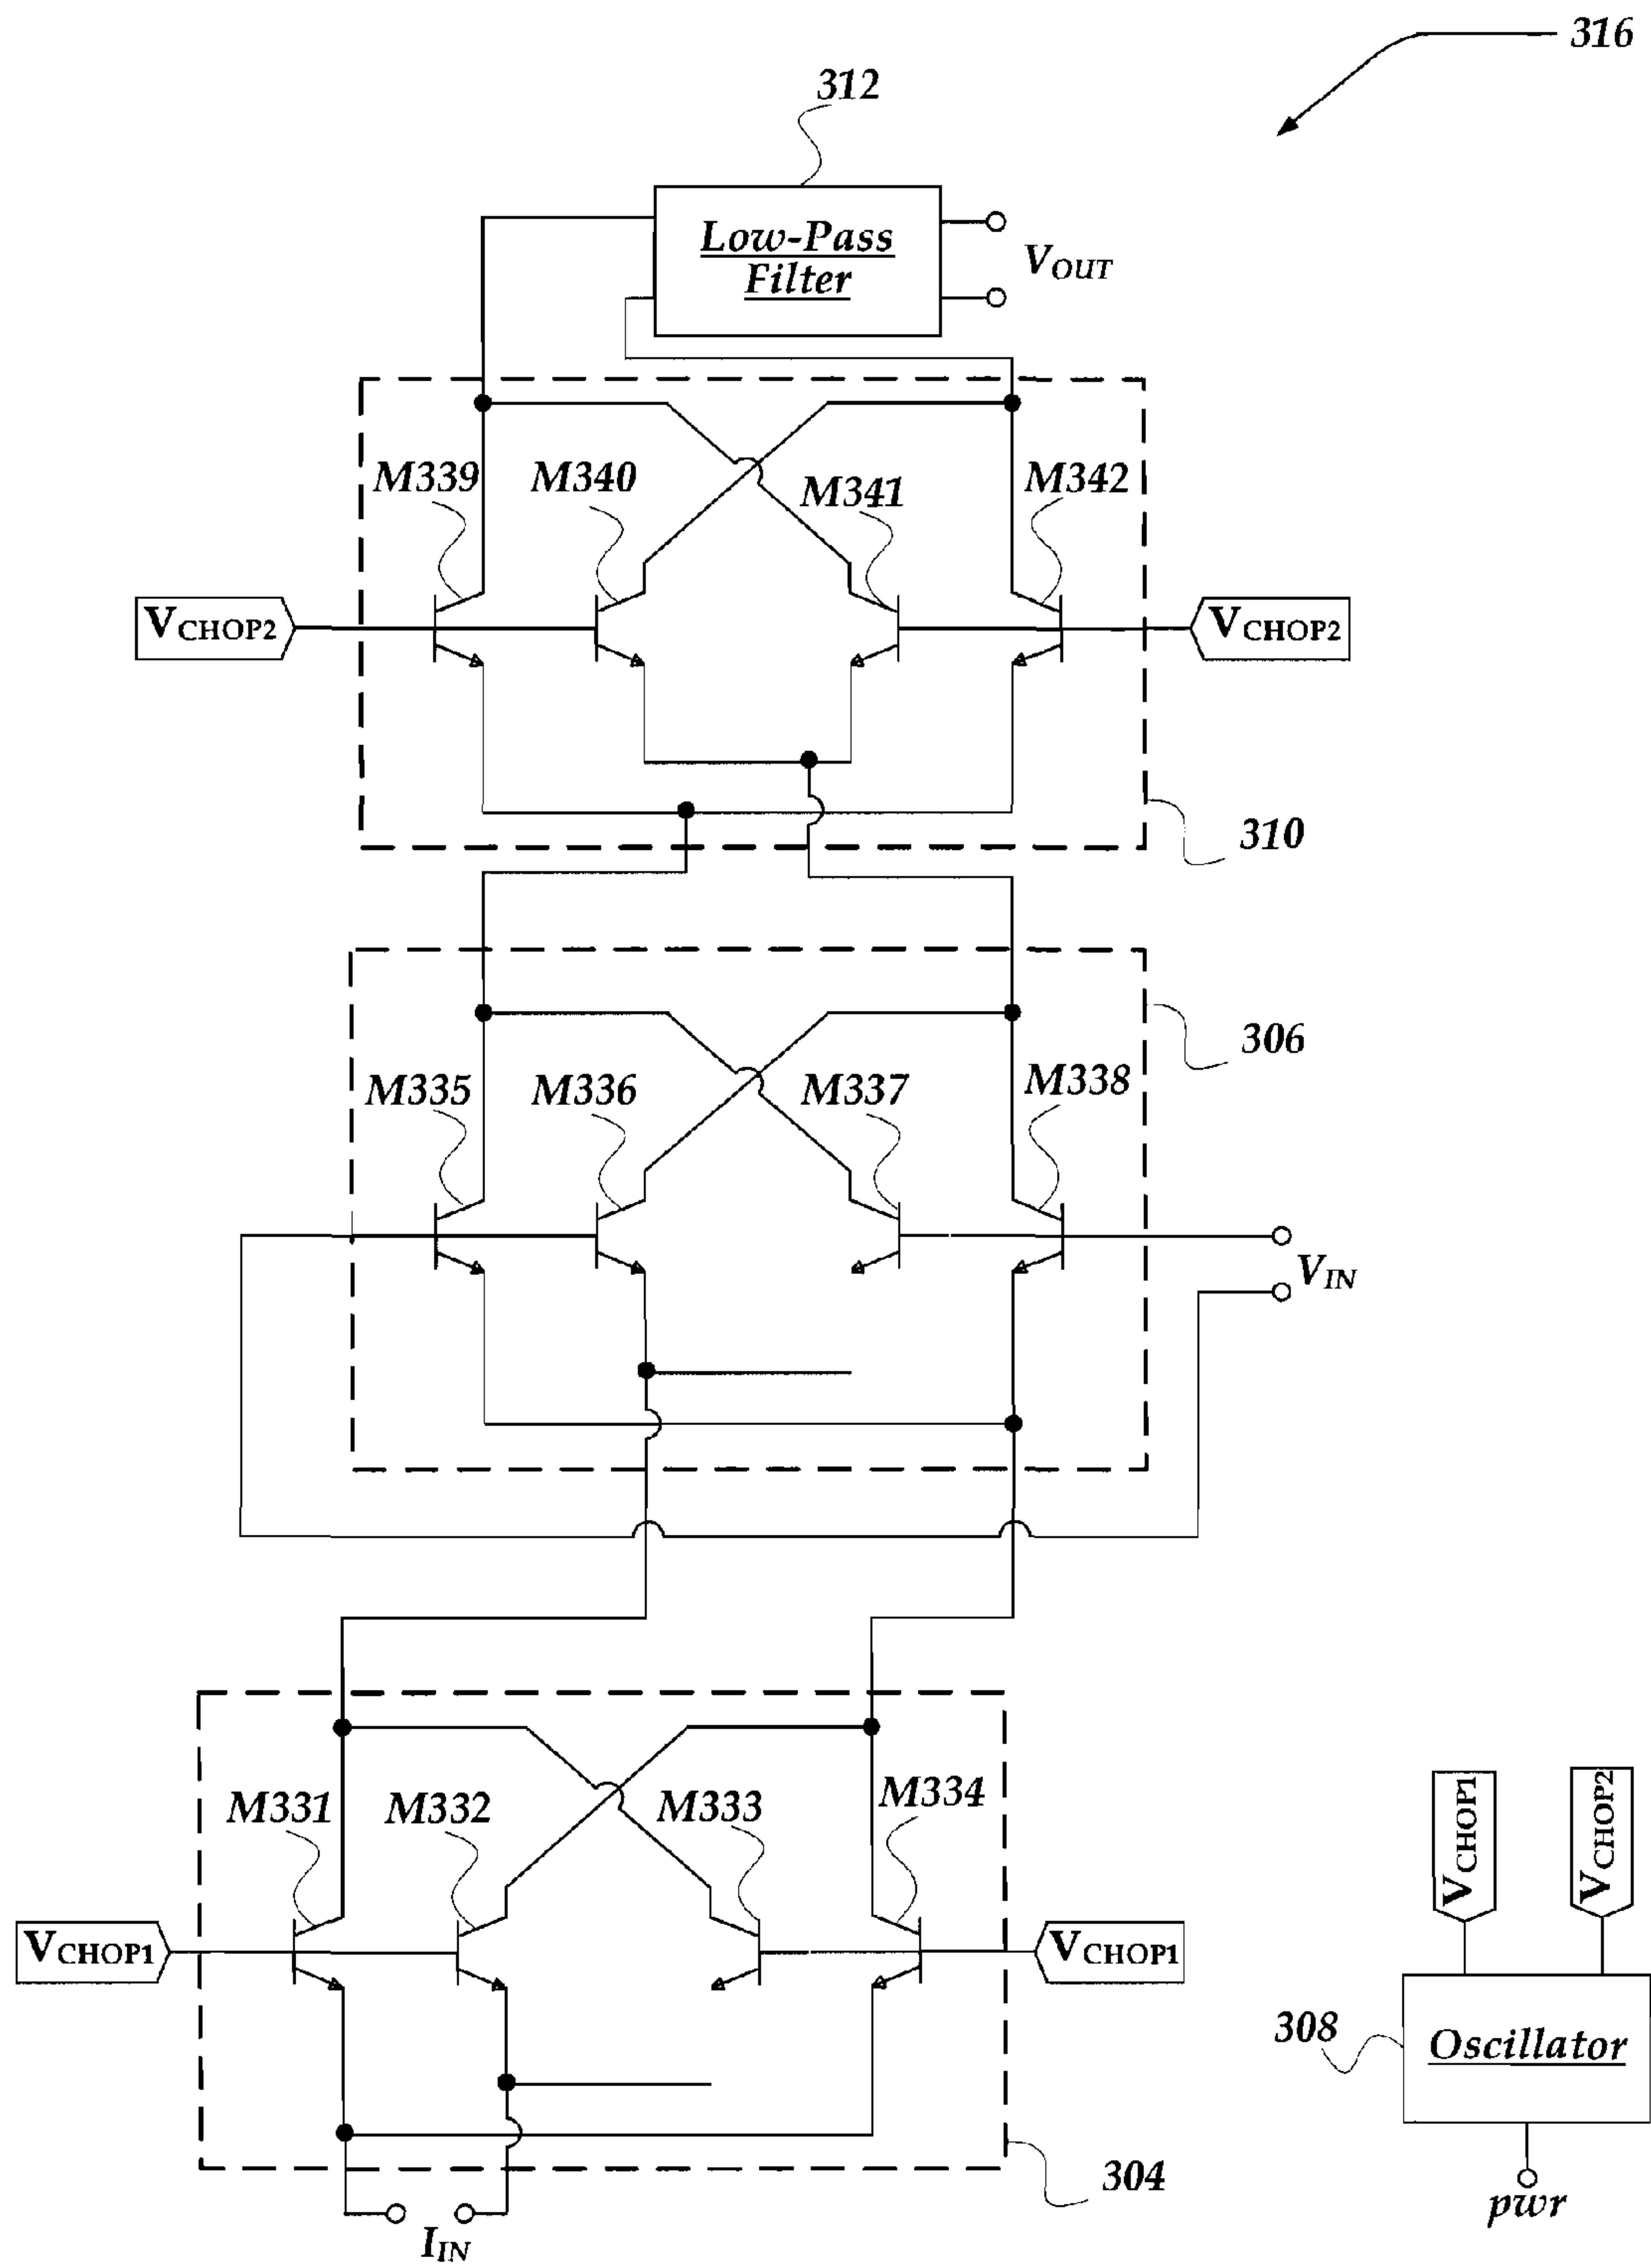 316
312
Low-Pass
Filter
VOUT
M339
M340
M341
M342
VCHOP2
VCHOP2
310
306
M335
M336
M337
M338
VIN
M331
M332
M333
M334
VCHOP1
VCHOP2
VCHOP1
VCHOP1
308
Oscillator
304
pwr
IIN